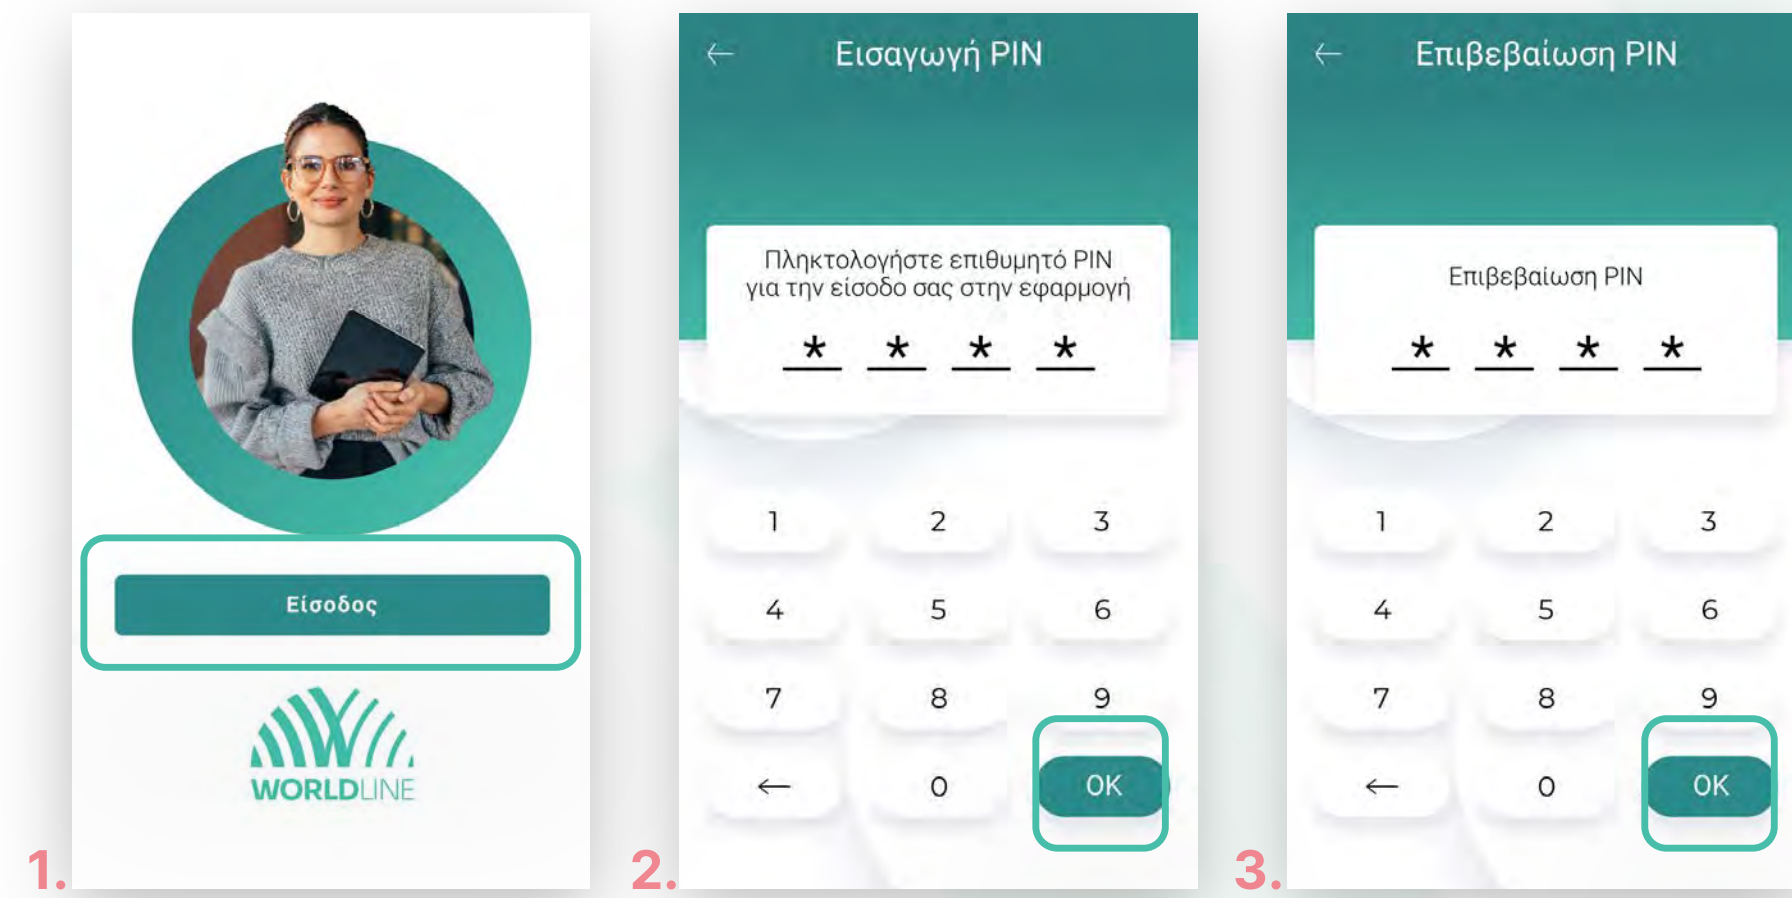 Είσοδος
WORLDLINE
1.
Εισαγωγή PIN
Πληκτολογήστε επιθυμητό PIN
για την είσοδο σας στην εφαρμογή
* * * *
1 2 3
4 5 6
7 8 9
← 0 OK
2.
Επιβεβαίωση PIN
Επιβεβαίωση PIN
* * * *
1 2 3
4 5 6
7 8 9
← 0 OK
3.